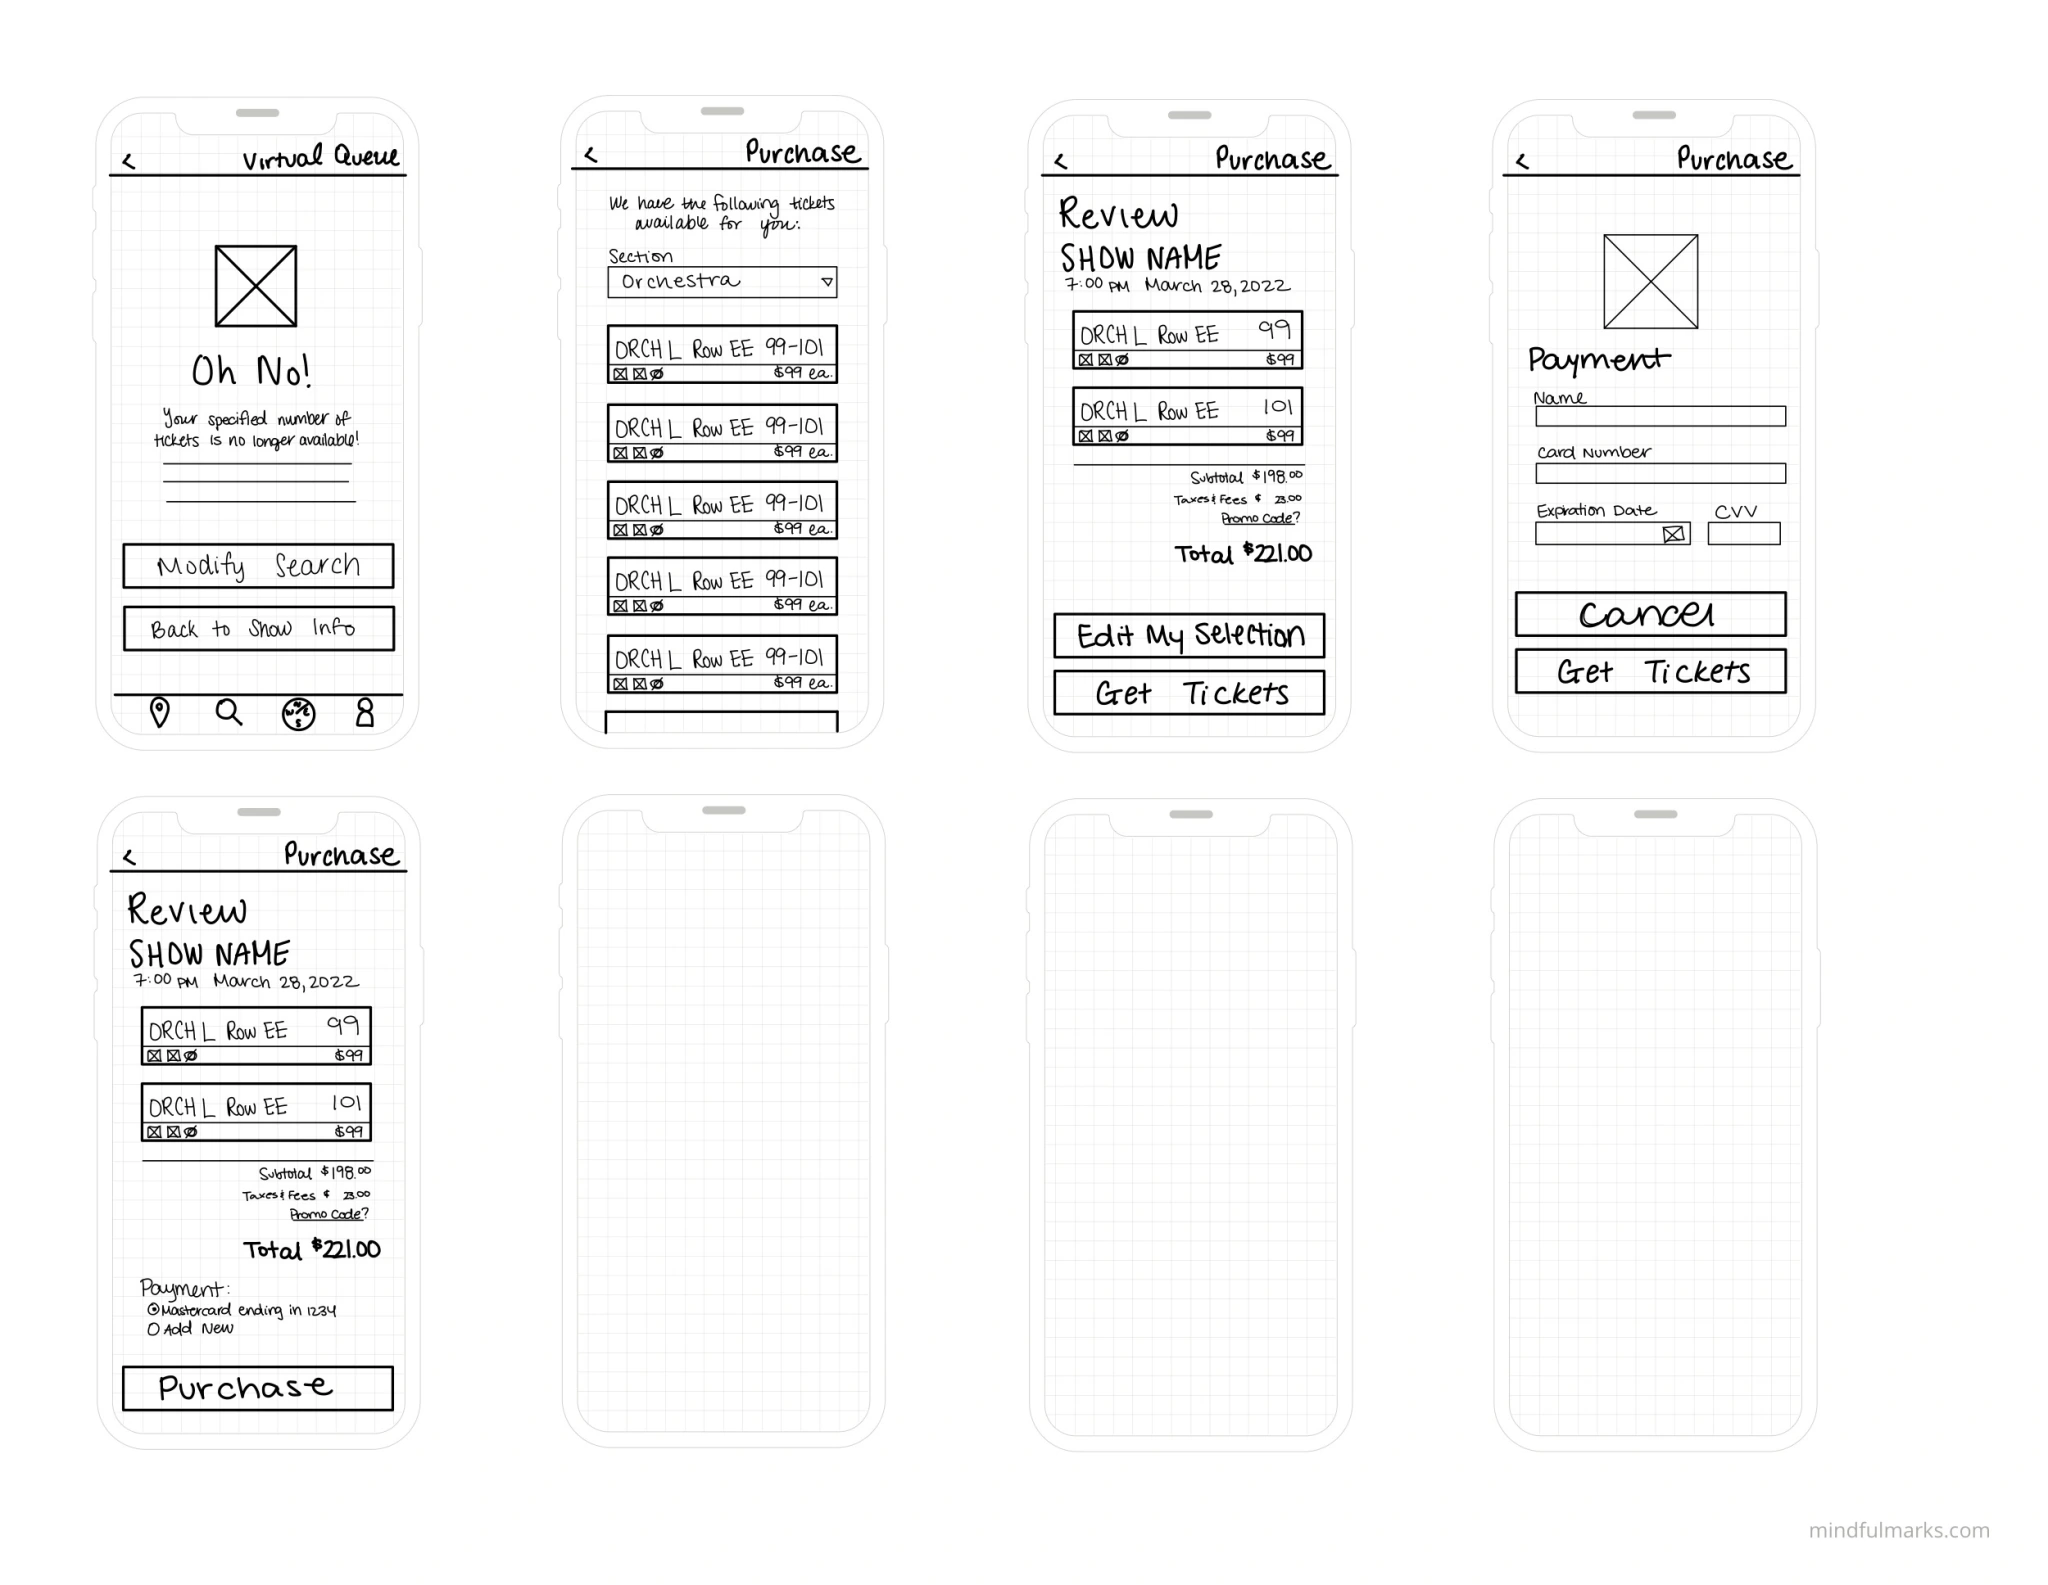 < Virtual Queue
Oh No!
Your specified number of
tickets is no longer available!
Modify Search
Back to Show Info
N
W E
S
< Purchase
We have the following tickets
available for you:
Section
Orchestra
ORCH L Row EE 99-101
$99 ea.
ORCH L Row EE 99-101
$99 ea.
ORCH L Row EE 99-101
$99 ea.
ORCH L Row EE 99-101
$99 ea.
ORCH L Row EE 99-101
$99 ea.
< Purchase
Review
SHOW NAME
7:00 PM March 28, 2022
ORCH L Row EE 99
$99
ORCH L Row EE 101
$99
Subtotal $198.00
Taxes & Fees $ 23.00
Promo Code?
Total $221.00
Edit My Selection
Get Tickets
< Purchase
Payment
Name
Card Number
Expiration Date CVV
Cancel
Get Tickets
< Purchase
Review
SHOW NAME
7:00 PM March 28, 2022
ORCH L Row EE 99
$99
ORCH L Row EE 101
$99
Subtotal $198.00
Taxes & Fees $ 23.00
Promo Code?
Total $221.00
Payment:
Mastercard ending in 1234
Add New
Purchase
mindfulmarks.com